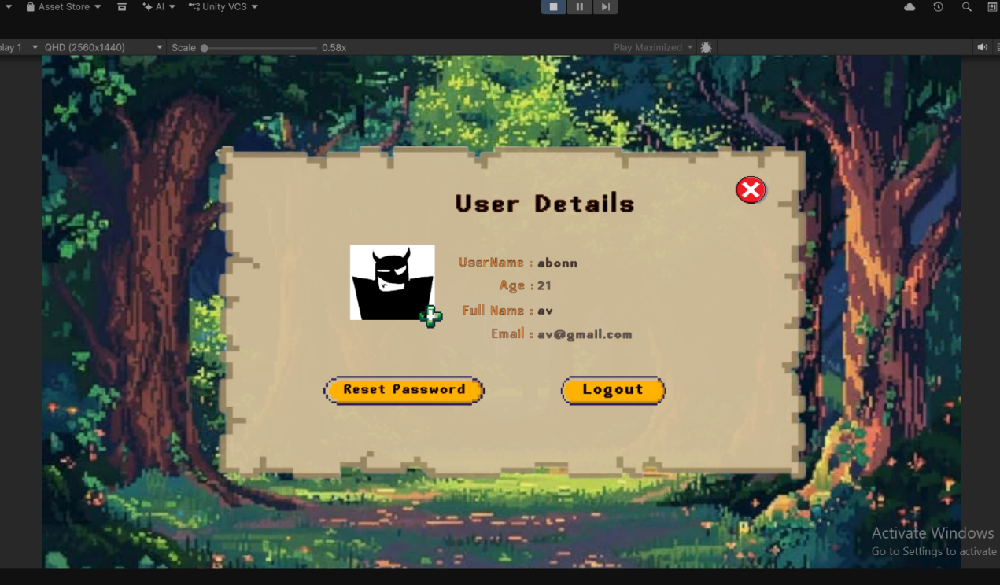 Asset Store AI Unity VCS
play 1 QHD (2560x1440) Scale 0.58x Play Maximized
User Details
UserName : abonn
Age : 21
Full Name : av
Email : av@gmail.com
Reset Password Logout
Activate Windows
Go to Settings to activate